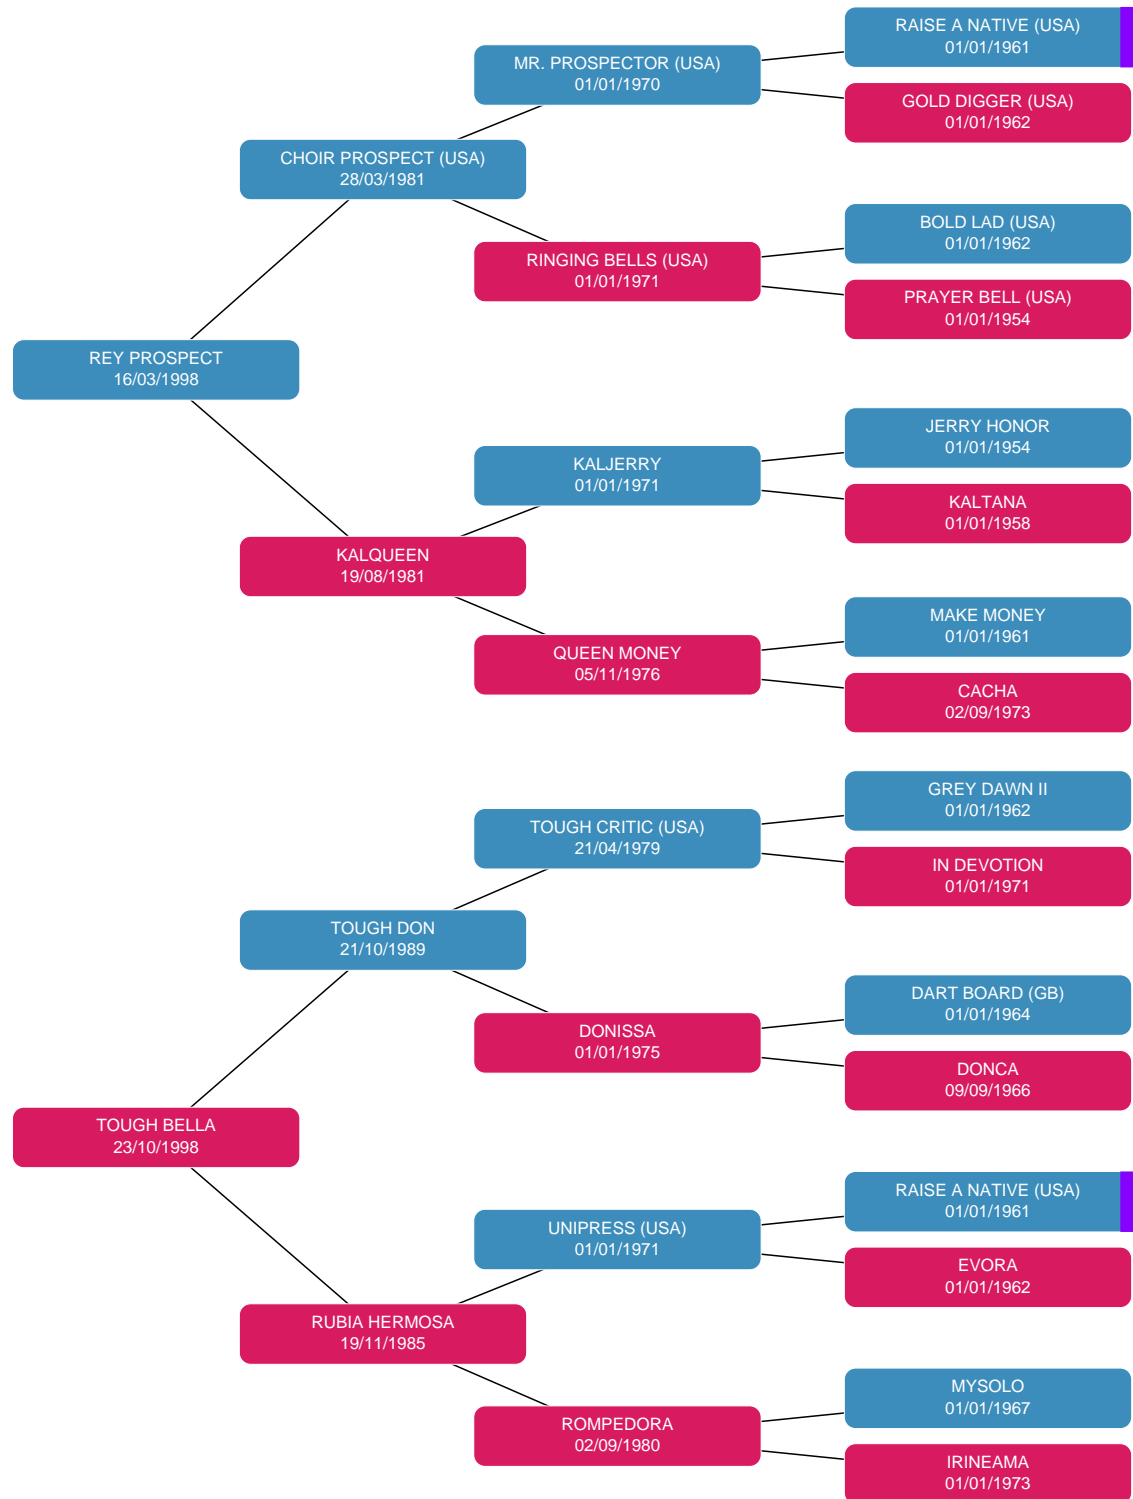 RAISE A NATIVE (USA)
01/01/1961
MR. PROSPECTOR (USA)
01/01/1970
GOLD DIGGER (USA)
01/01/1962
CHOIR PROSPECT (USA)
28/03/1981
BOLD LAD (USA)
01/01/1962
RINGING BELLS (USA)
01/01/1971
PRAYER BELL (USA)
01/01/1954
REY PROSPECT
16/03/1998
JERRY HONOR
01/01/1954
KALJERRY
01/01/1971
KALTANA
01/01/1958
KALQUEEN
19/08/1981
MAKE MONEY
01/01/1961
QUEEN MONEY
05/11/1976
CACHA
02/09/1973
GREY DAWN II
01/01/1962
TOUGH CRITIC (USA)
21/04/1979
IN DEVOTION
01/01/1971
TOUGH DON
21/10/1989
DART BOARD (GB)
01/01/1964
DONISSA
01/01/1975
DONCA
09/09/1966
TOUGH BELLA
23/10/1998
RAISE A NATIVE (USA)
01/01/1961
UNIPRESS (USA)
01/01/1971
EVORA
01/01/1962
RUBIA HERMOSA
19/11/1985
MYSOLO
01/01/1967
ROMPEDORA
02/09/1980
IRINEAMA
01/01/1973